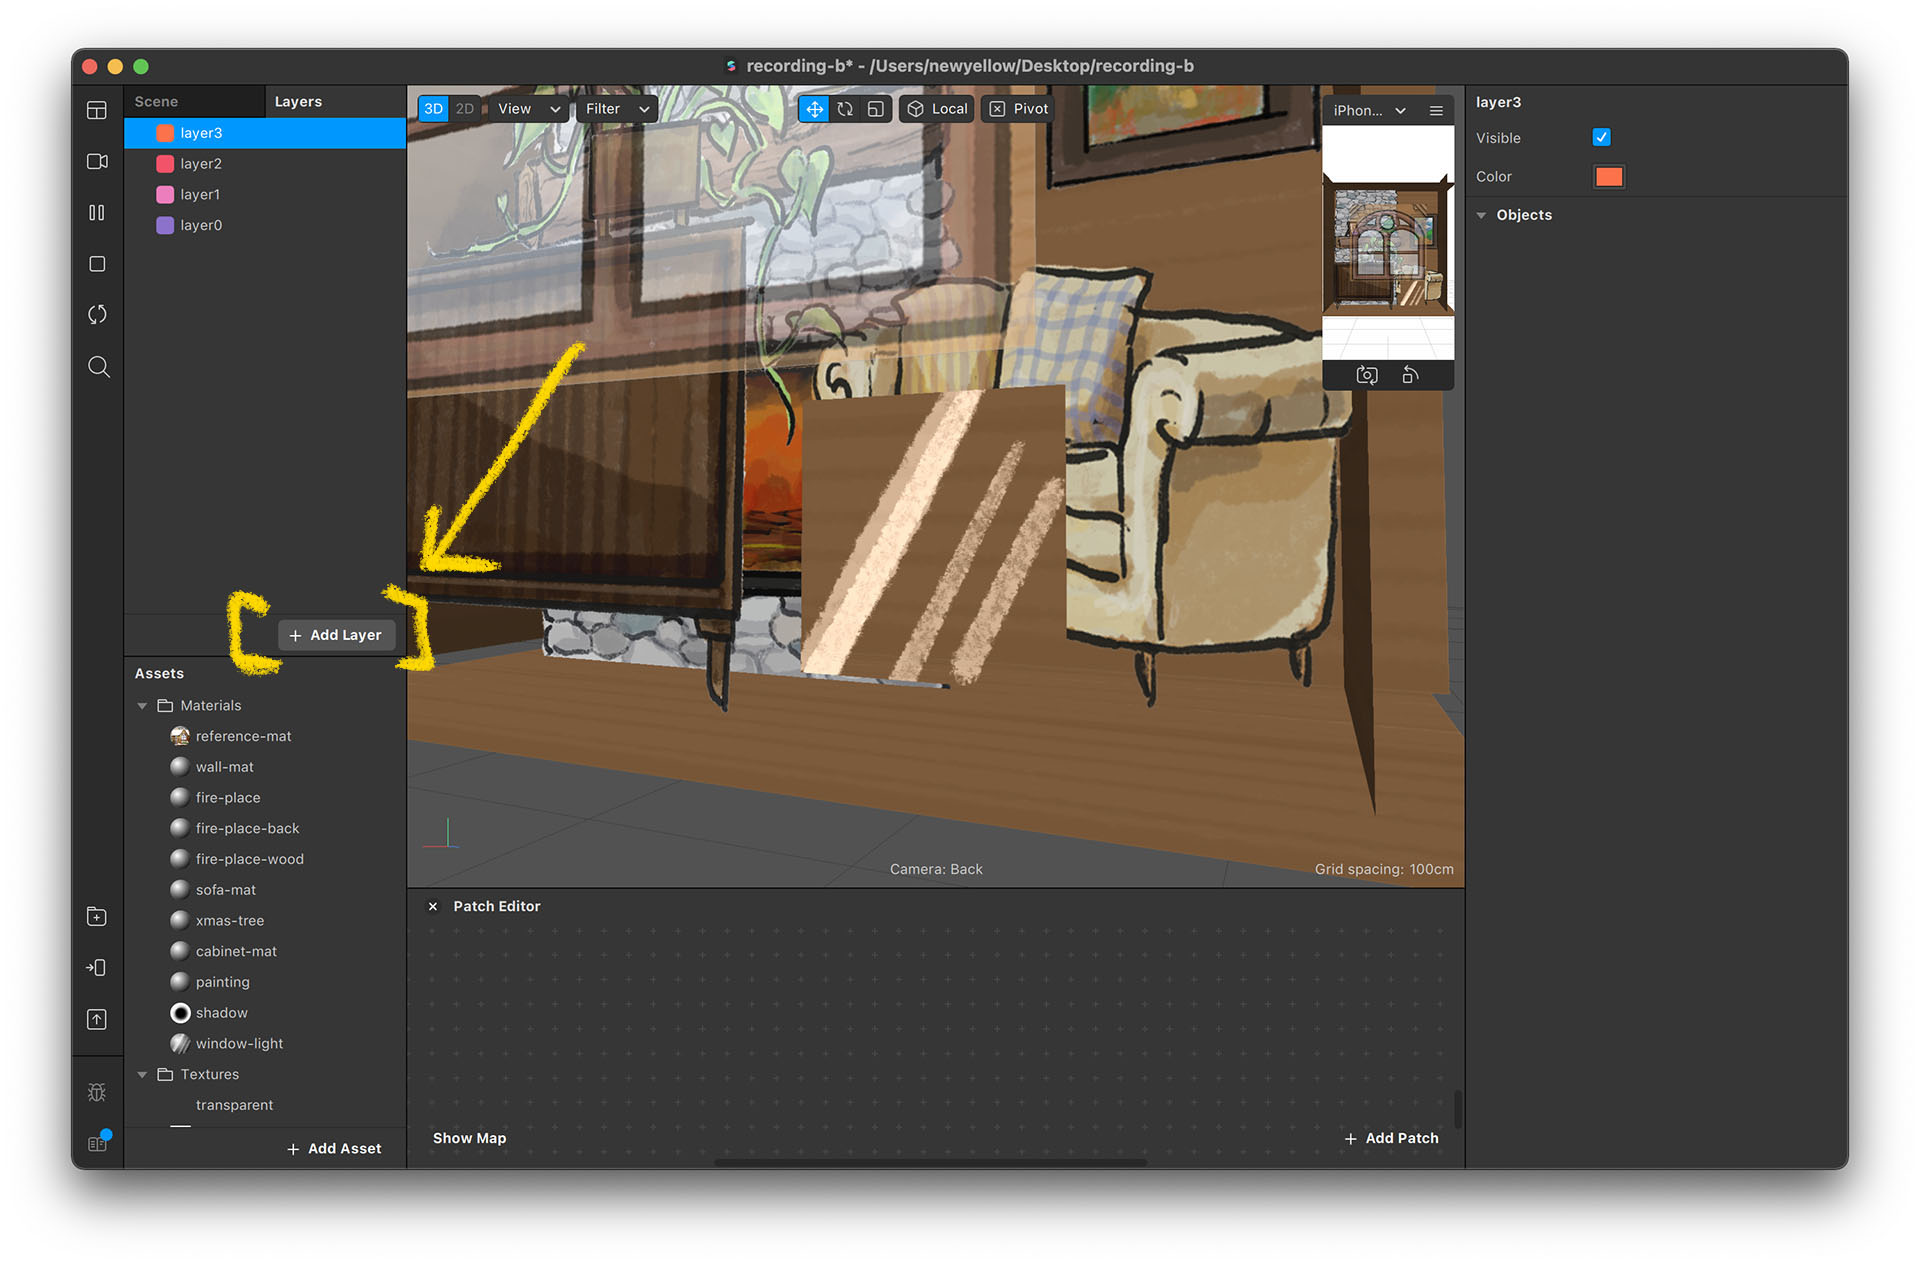 recording-b* - /Users/newyellow/Desktop/recording-b
Scene
Layers
layer3
layer2
layer1
layer0
+ Add Layer
3D
2D
View
Filter
Local
Pivot
iPhon...
Camera: Back
Grid spacing: 100cm
layer3
Visible
Color
Objects
Assets
Materials
reference-mat
wall-mat
fire-place
fire-place-back
fire-place-wood
sofa-mat
xmas-tree
cabinet-mat
painting
shadow
window-light
Textures
transparent
+ Add Asset
Patch Editor
Show Map
+ Add Patch